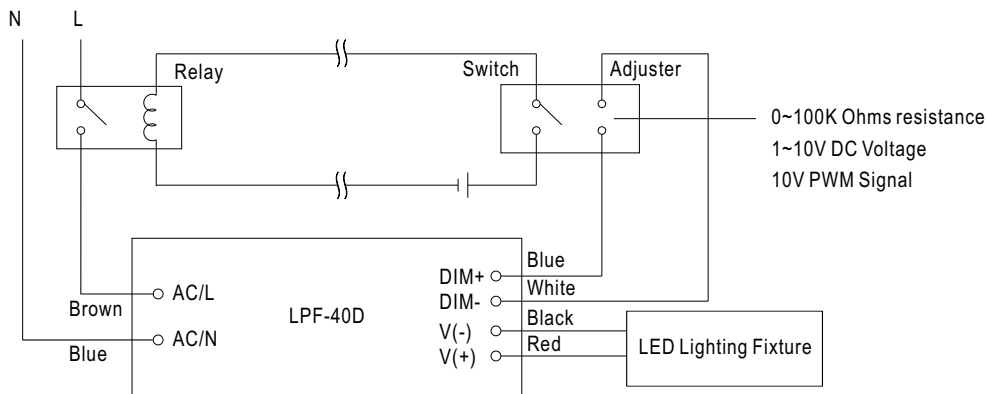 N
L
Relay
Switch
Adjuster
0~100K Ohms resistance
1~10V DC Voltage
10V PWM Signal
Blue
DIM+
White
DIM-
Brown
AC/L
LPF-40D
Black
V(-)
Red
V(+)
Blue
AC/N
LED Lighting Fixture